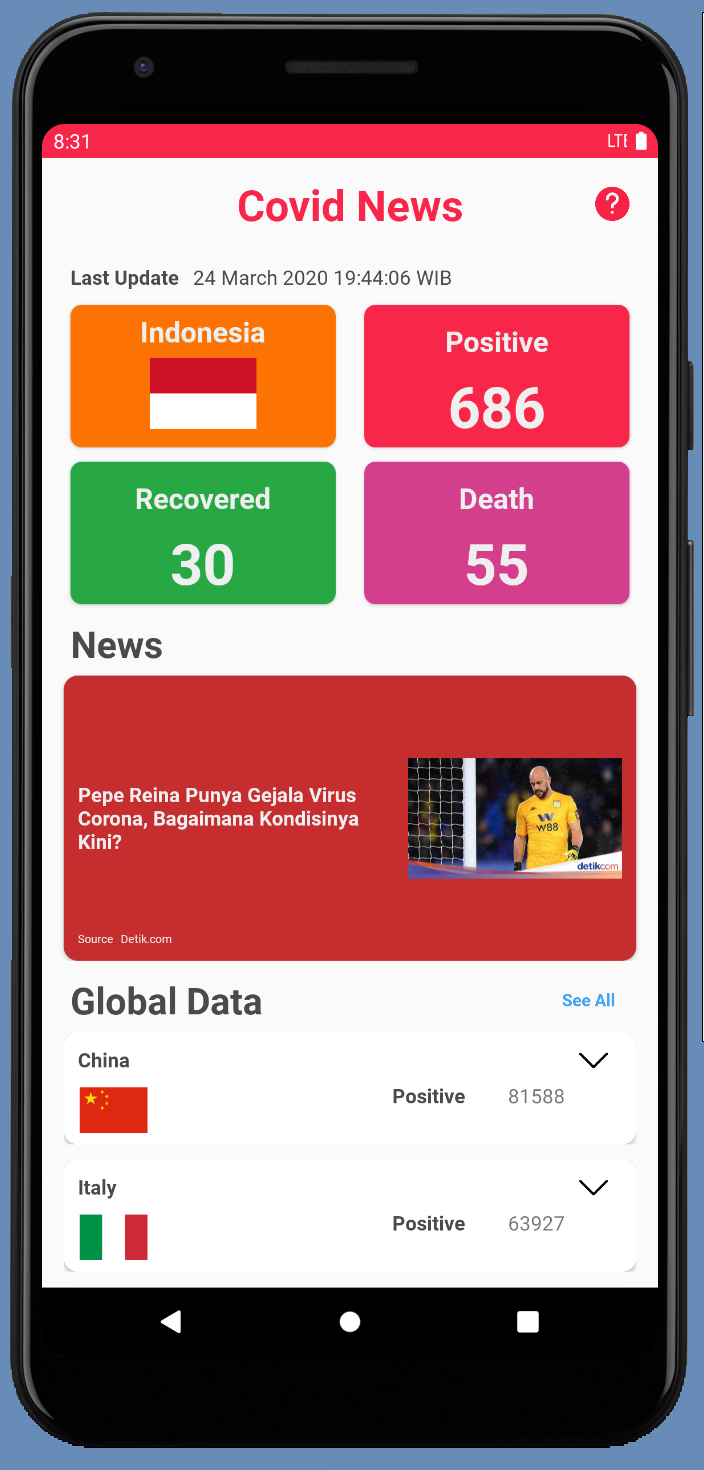 8:31
LTE
Covid News
?
Last Update 24 March 2020 19:44:06 WIB
Indonesia
Positive
686
Recovered
30
Death
55
News
Pepe Reina Punya Gejala Virus
Corona, Bagaimana Kondisinya
Kini?
W88
detikcom
Source Detik.com
Global Data
See All
China
Positive 81588
Italy
Positive 63927